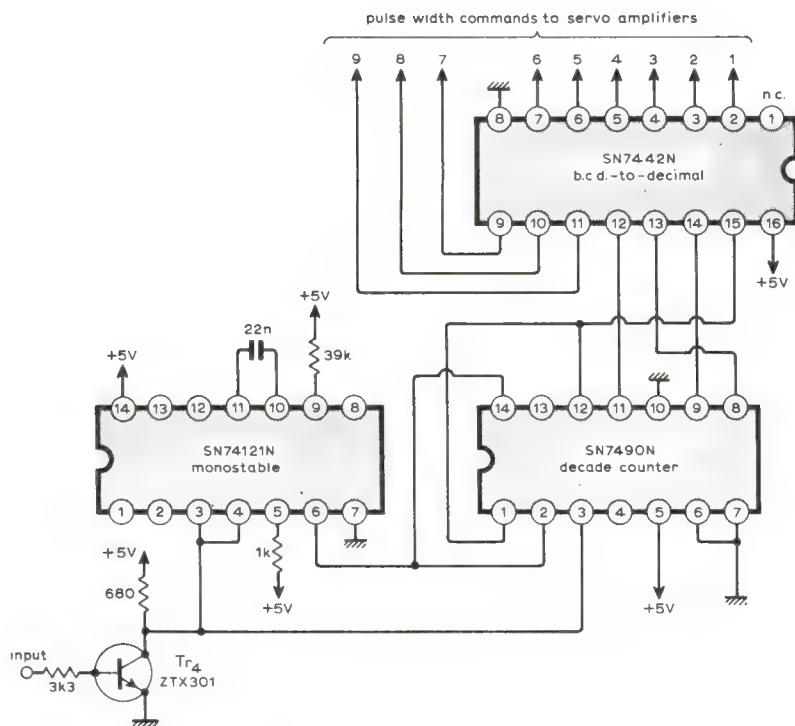 pulse width commands to servo amplifiers
9 8 7 6 5 4 3 2 1
n.c.
8 7 6 5 4 3 2 1
SN7442N
b.c.d.-to-decimal
9 10 11 12 13 14 15 16
+5V
+5V
22n
39k
+5V
14 13 12 11 10 9 8
SN74121N
monostable
1 2 3 4 5 6 7
14 13 12 11 10 9 8
SN7490N
decade counter
1 2 3 4 5 6 7
+5V
680
1k
+5V
+5V
input
3k3
Tr4
ZTX301